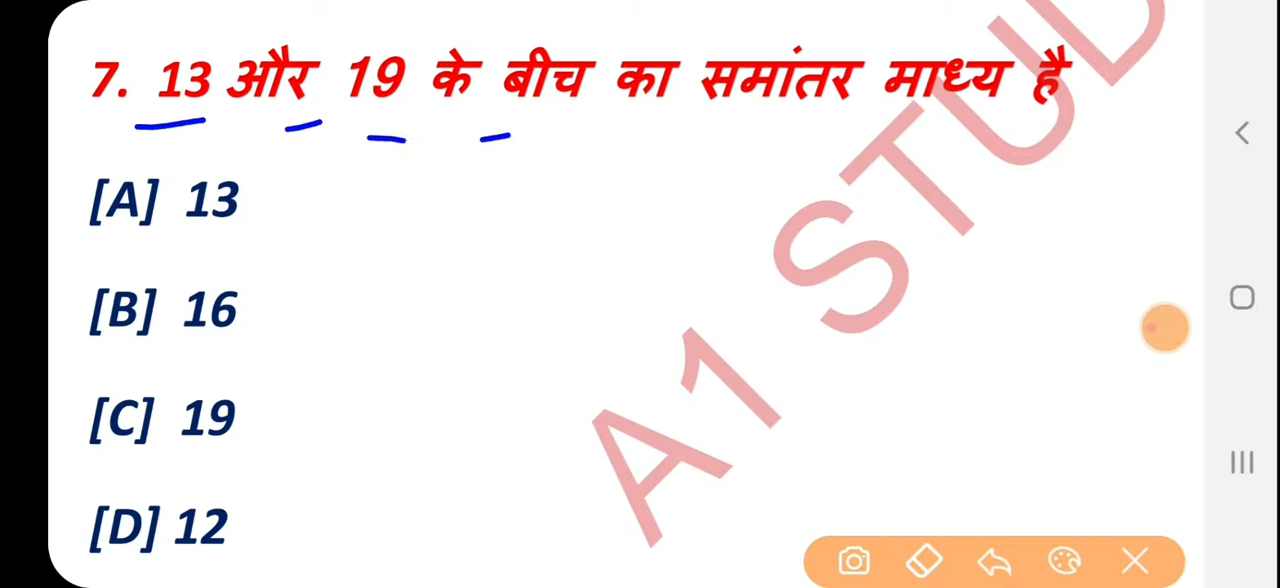 7. 13 और 19 के बीच का समांतर माध्य है
[A] 13
[B] 16
[C] 19
[D] 12
A1 STUD